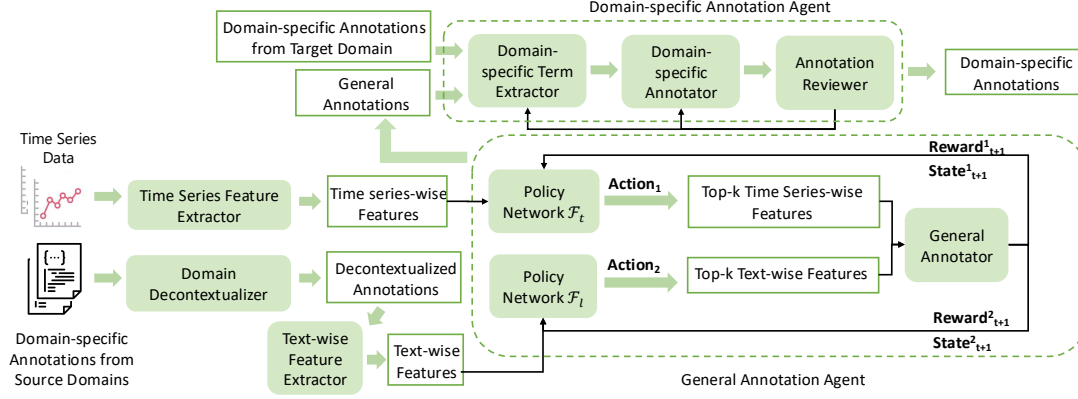 Domain-specific Annotation Agent
Domain-specific Annotations
from Target Domain
General
Annotations
Domain-
specific Term
Extractor
Domain-
specific
Annotator
Annotation
Reviewer
Domain-specific
Annotations
Time Series
Data
Time Series Feature
Extractor
Time series-wise
Features
Policy
Network ℱt
Action1
Top-k Time Series-wise
Features
Reward1t+1
State1t+1
General
Annotator
{...}
Domain
Decontextualizer
Decontextualized
Annotations
Policy
Network ℱl
Action2
Top-k Text-wise Features
Reward2t+1
State2t+1
Domain-specific
Annotations from
Source Domains
Text-wise
Feature
Extractor
Text-wise
Features
General Annotation Agent